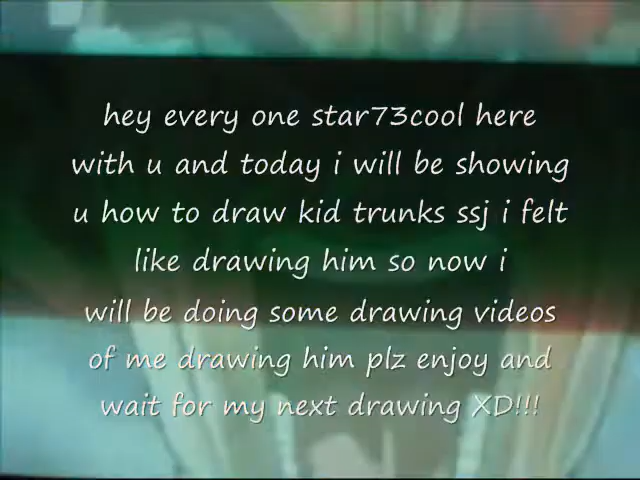 hey every one star73cool here
with u and today i will be showing
u how to draw kid trunks ssj i felt
like drawing him so now i
will be doing some drawing videos
of me drawing him plz enjoy and
wait for my next drawing XD!!!